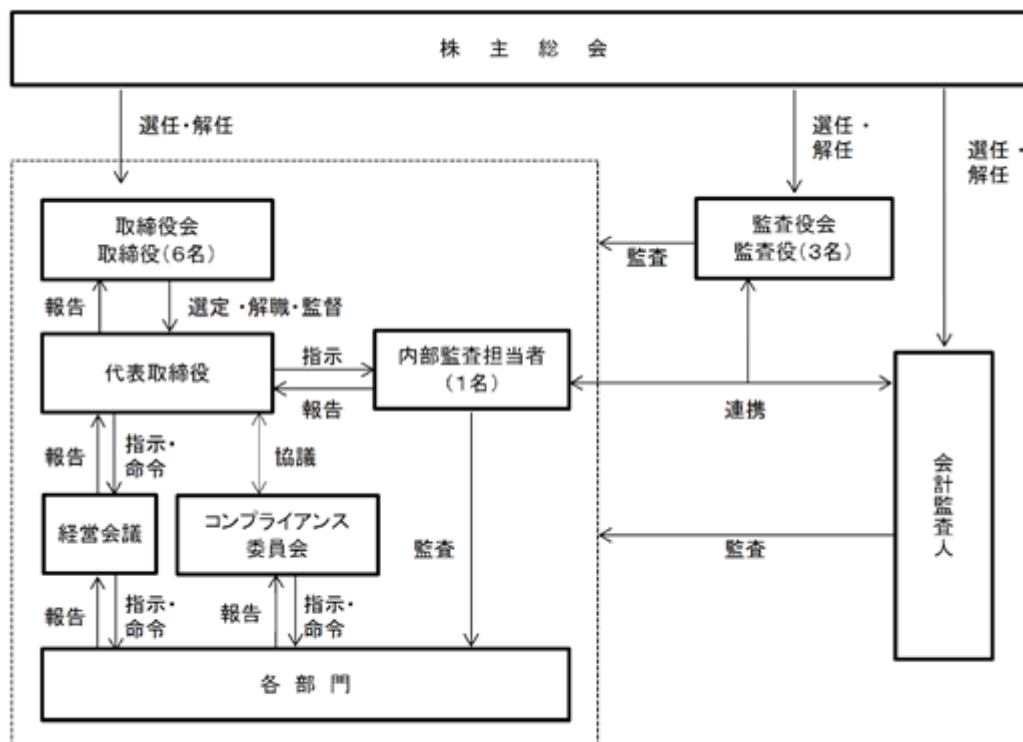 株 主 総 会
選任・解任
選任・
解任
選任・
解任
取締役会
取締役(6名)
監査役会
監査役(3名)
監査
報告
選定・解職・監督
代表取締役
指示
報告
内部監査担当者
(1名)
連携
報告
指示・
命令
協議
経営会議
コンプライアンス
委員会
監査
監査
会計監査人
報告
指示・
命令
報告
指示・
命令
各 部 門